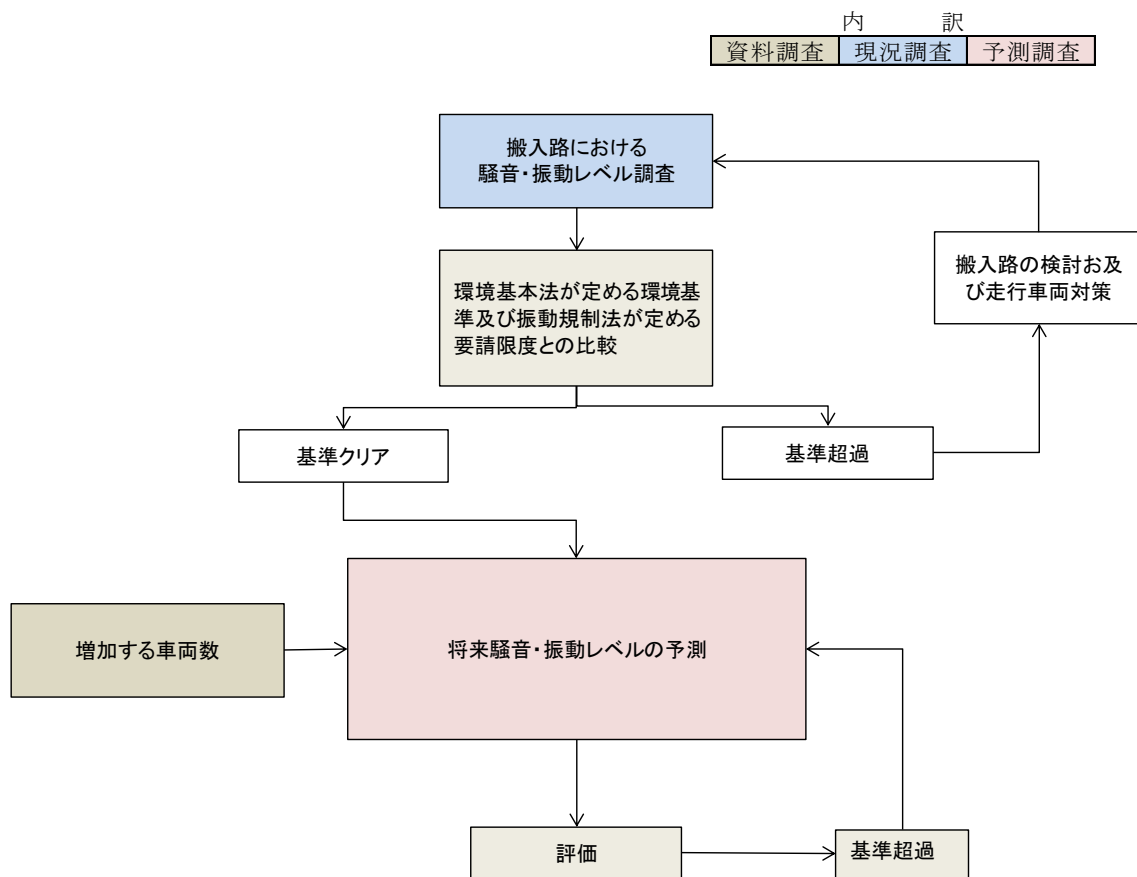 内 訳
資料調査 現況調査 予測調査
搬入路における
騒音・振動レベル調査
環境基本法が定める環境基
準及び振動規制法が定める
要請限度との比較
搬入路の検討お及
び走行車両対策
基準クリア
基準超過
増加する車両数
将来騒音・振動レベルの予測
評価
基準超過